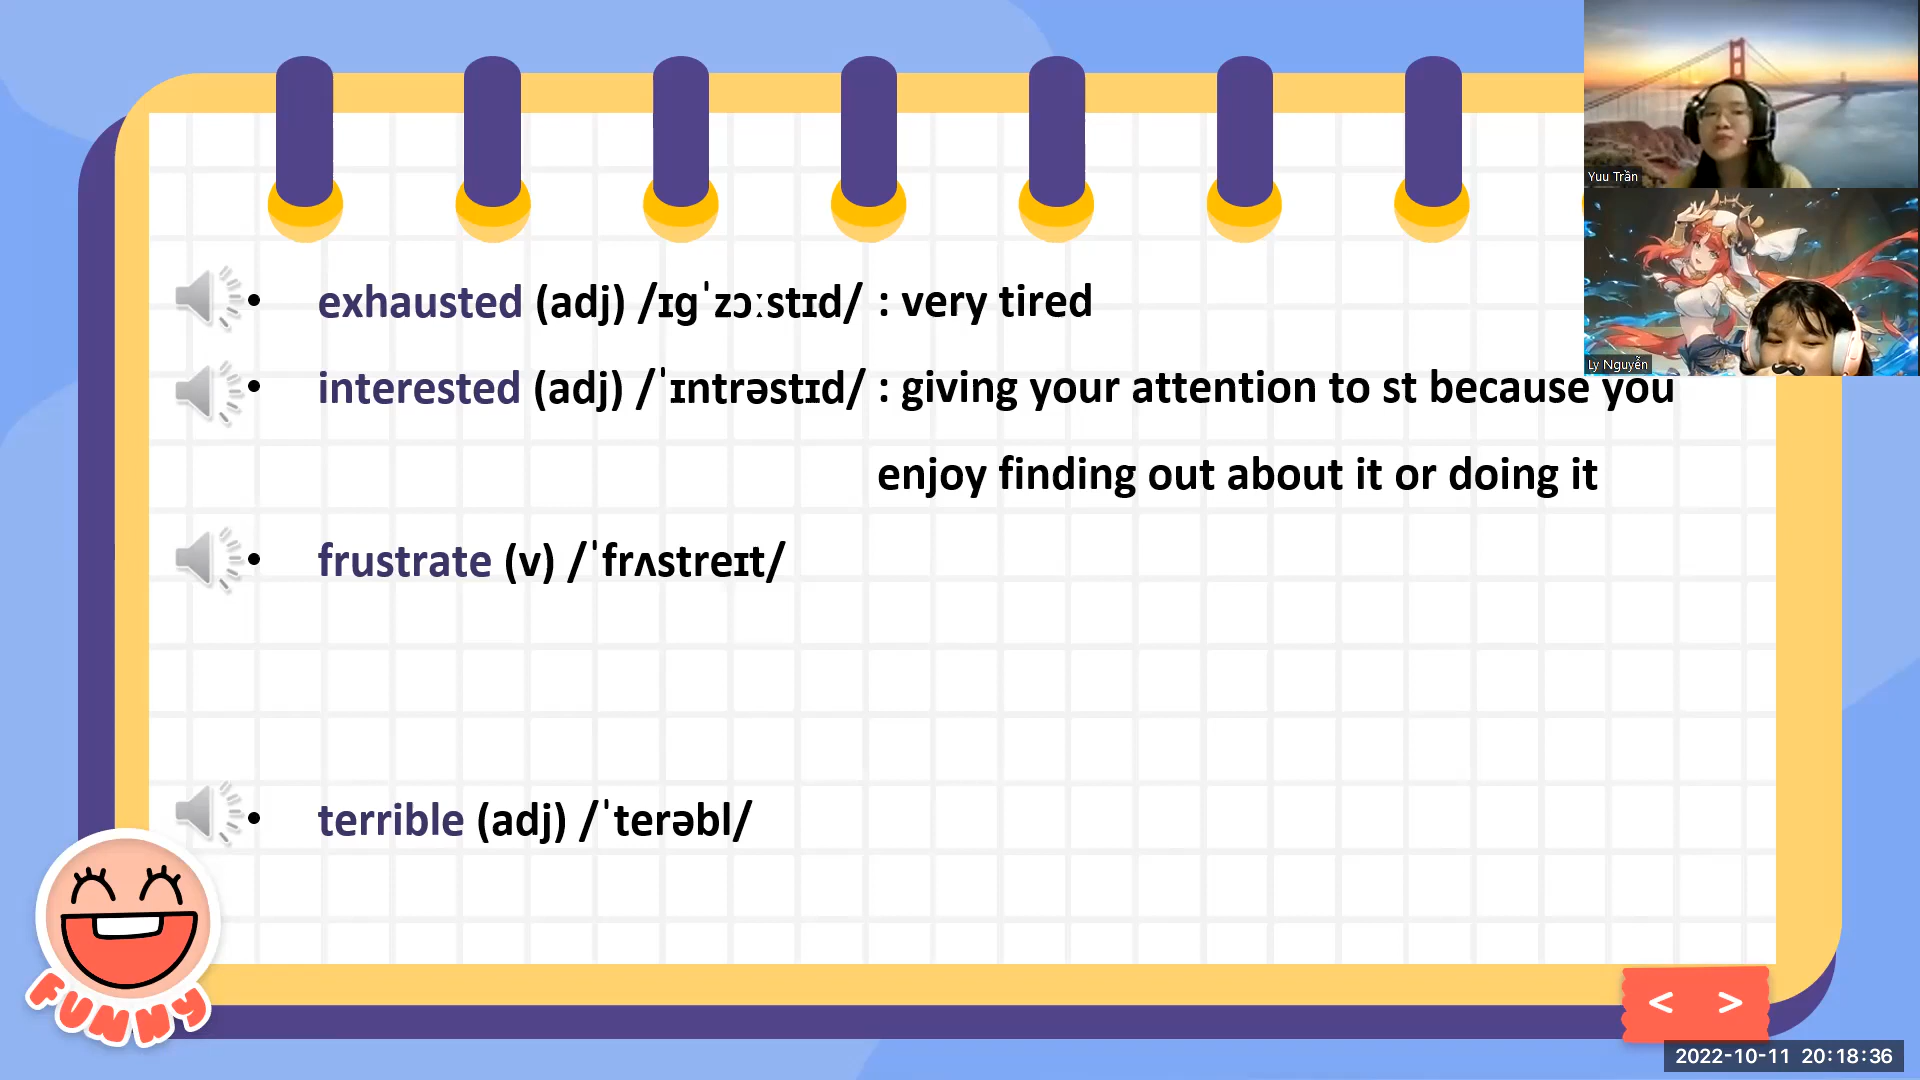 Yuu Trần
exhausted (adj) /ɪɡˈzɔːstɪd/ : very tired
Ly Nguyễn
• interested (adj) /ˈɪntrəstɪd/ : giving your attention to st because you
enjoy finding out about it or doing it
• frustrate (v) /ˈfrʌstreɪt/
• terrible (adj) /ˈterəbl/
FUNNY
< >
2022-10-11 20:18:36